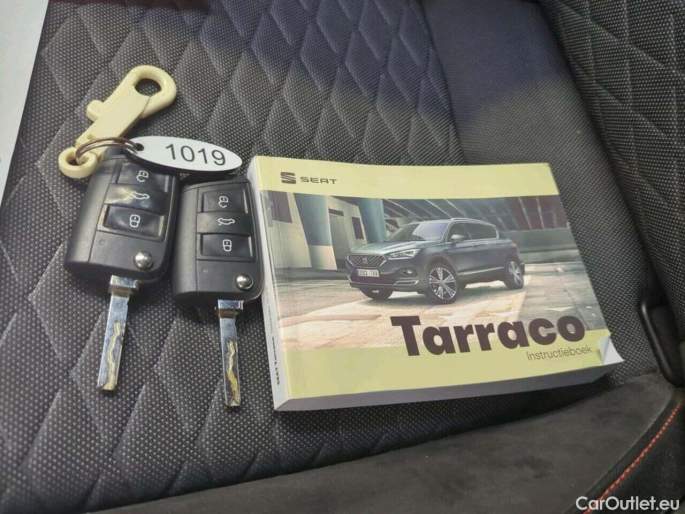 1019
SEAT
Tarraco
Instructieboek
CarOutlet.eu